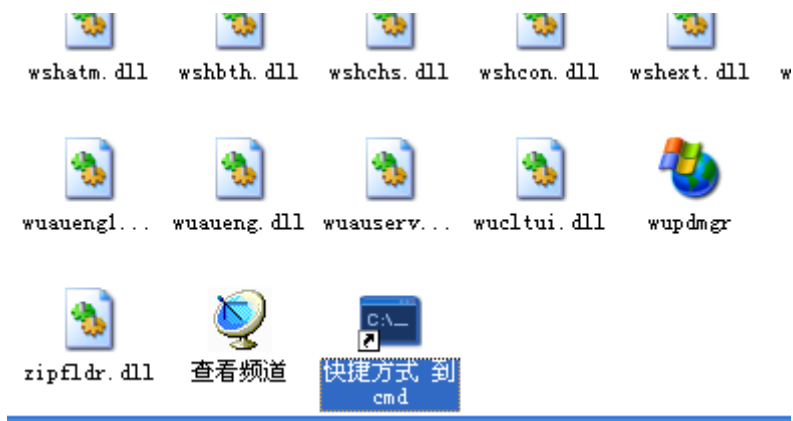 wshatm.dll wshbth.dll wshchs.dll wshcon.dll wshext.dll w
wuaueng1... wuaueng.dll wuauserv... wucltui.dll wupdmgr
C:\_
zipfldr.dll 查看频道 快捷方式 到
cmd